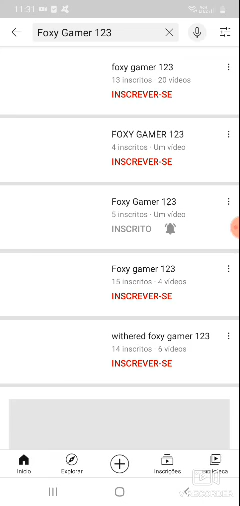 11:31
Foxy Gamer 123
foxy gamer 123
13 inscritos · 20 vídeos
INSCREVER-SE
FOXY GAMER 123
4 inscritos · Um vídeo
INSCREVER-SE
Foxy Gamer 123
5 inscritos · Um vídeo
INSCRITO
Foxy gamer 123
15 inscritos · 4 vídeos
INSCREVER-SE
withered foxy gamer 123
14 inscritos · 6 vídeos
INSCREVER-SE
Início Explorar Inscrições Biblioteca